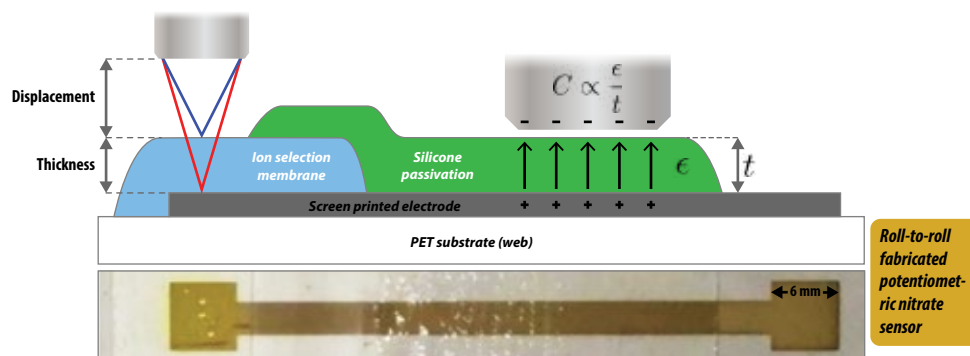 Displacement
Thickness
C ∝ ϵ/t
- - - - -
Ion selection
membrane
Silicone
passivation
ϵ
t
+ + + + +
Screen printed electrode
PET substrate (web)
6 mm
Roll-to-roll
fabricated
potentiomet-
ric nitrate
sensor